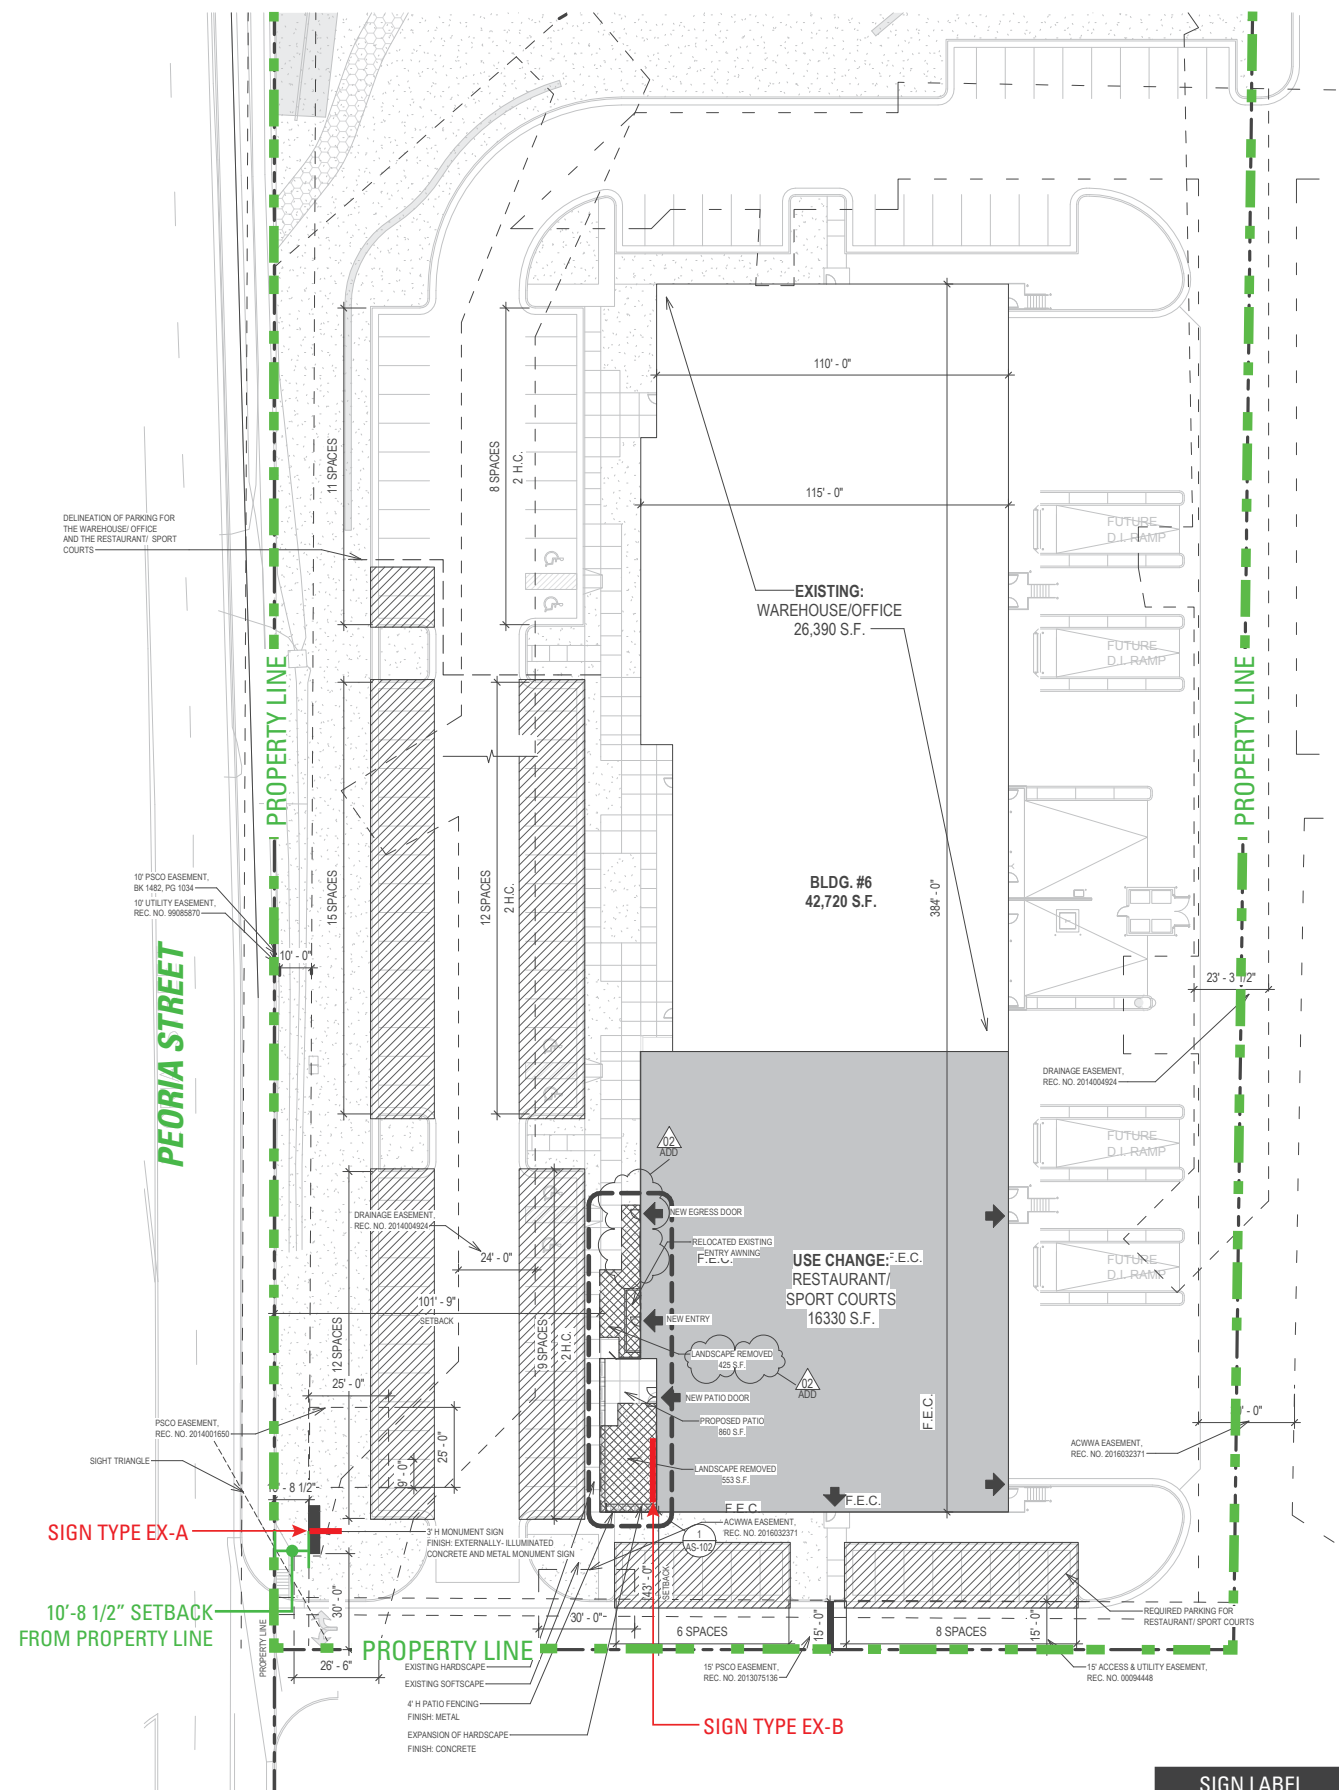 110' - 0"
115' - 0"
11 SPACES
8 SPACES
2 H.C.
DELINEATION OF PARKING FOR
THE WAREHOUSE/ OFFICE
AND THE RESTAURANT/ SPORT
COURTS
FUTURE
D.I. RAMP
EXISTING:
WAREHOUSE/OFFICE
26,390 S.F.
FUTURE
D.I. RAMP
PROPERTY LINE
PROPERTY LINE
10' PSCO EASEMENT,
BK 1482, PG 1034
10' UTILITY EASEMENT,
REC. NO. 99085870
15 SPACES
12 SPACES
2 H.C.
BLDG. #6
42,720 S.F.
384' - 0"
10' - 0"
PEORIA STREET
23' - 3 1/2"
DRAINAGE EASEMENT,
REC. NO. 2014004924
FUTURE
D.I. RAMP
02
ADD
NEW EGRESS DOOR
DRAINAGE EASEMENT,
REC. NO. 2014004924
RELOCATED EXISTING
ENTRY AWNING
F.E.C.
24' - 0"
USE CHANGE:
F.E.C.
RESTAURANT/
SPORT COURTS
16330 S.F.
FUTURE
D.I. RAMP
101' - 9"
SETBACK
NEW ENTRY
12 SPACES
9 SPACES
2 H.C.
LANDSCAPE REMOVED
425 S.F.
02
ADD
25' - 0"
NEW PATIO DOOR
PSCO EASEMENT,
REC. NO. 2014001650
25' - 0"
PROPOSED PATIO
860 S.F.
F.E.C.
' - 0"
ACWWA EASEMENT,
REC. NO. 2016032371
SIGHT TRIANGLE
9' - 0"
LANDSCAPE REMOVED
553 S.F.
' - 8 1/2"
F.E.C.
F.E.C.
SIGN TYPE EX-A
3' H MONUMENT SIGN
FINISH: EXTERNALLY- ILLUMINATED
CONCRETE AND METAL MONUMENT SIGN
ACWWA EASEMENT,
REC. NO. 2016032371
1
AS-102
43' - 0"
SETBACK
10'-8 1/2" SETBACK
FROM PROPERTY LINE
30' - 0"
30' - 0"
6 SPACES
15' - 0"
8 SPACES
15' - 0"
REQUIRED PARKING FOR
RESTAURANT/ SPORT COURTS
PROPERTY LINE
PROPERTY LINE
26' - 6"
EXISTING HARDSCAPE
EXISTING SOFTSCAPE
15' PSCO EASEMENT,
REC. NO. 2013075136
15' ACCESS & UTILITY EASEMENT,
REC. NO. 00094448
4' H PATIO FENCING
FINISH: METAL
SIGN TYPE EX-B
EXPANSION OF HARDSCAPE
FINISH: CONCRETE
SIGN LABEL